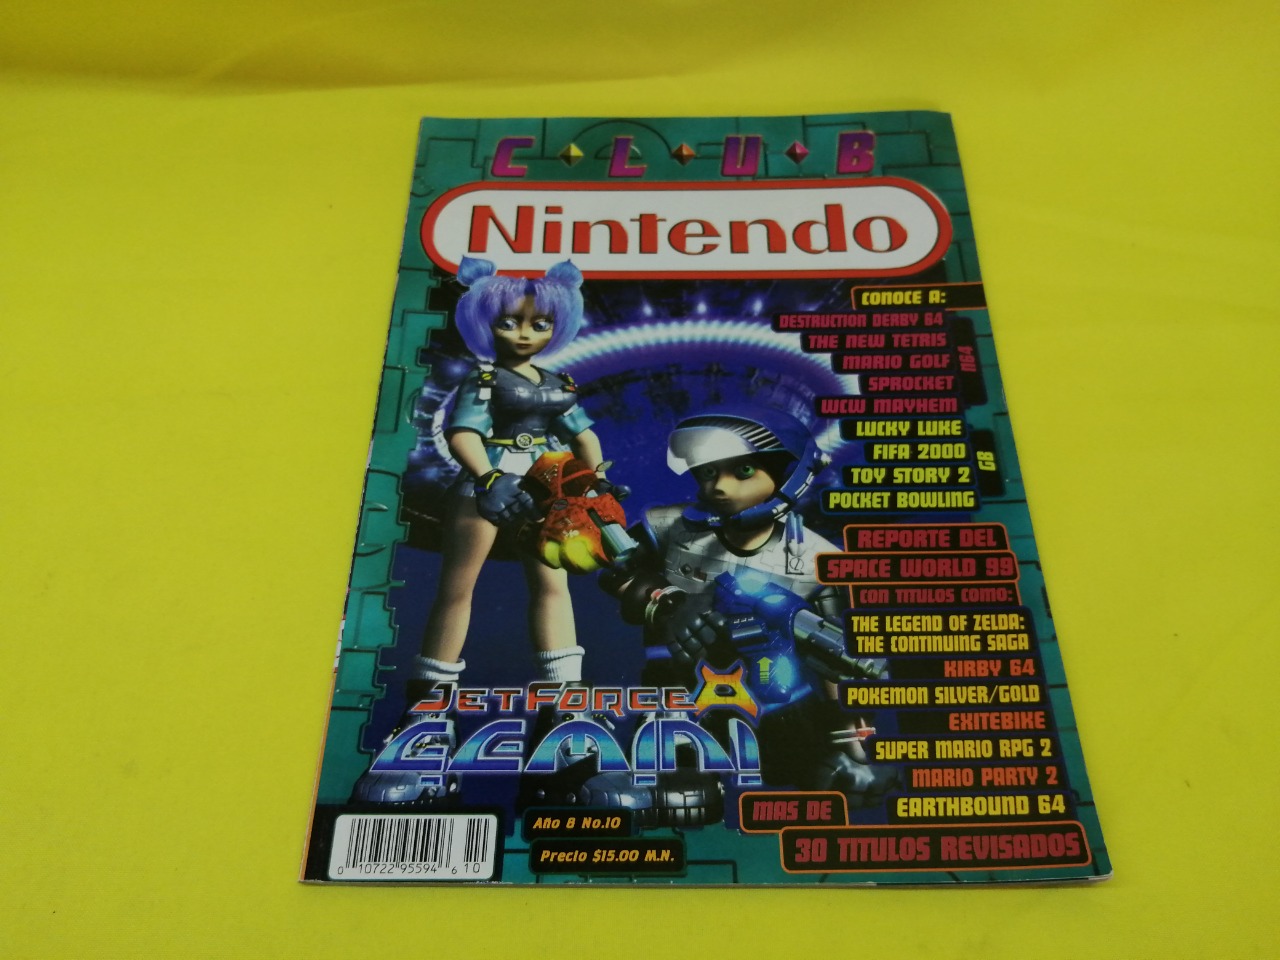 CLUB
Nintendo
CONOCE A:
DESTRUCTION DERBY 64
THE NEW TETRIS
MARIO GOLF
SPROCKET
WCW MAYHEM
N64
LUCKY LUKE
FIFA 2000
TOY STORY 2
POCKET BOWLING
GB
REPORTE DEL
SPACE WORLD 99
CON TITULOS COMO:
THE LEGEND OF ZELDA:
THE CONTINUING SAGA
KIRBY 64
POKEMON SILVER/GOLD
EXITEBIKE
SUPER MARIO RPG 2
MARIO PARTY 2
EARTHBOUND 64
MAS DE
30 TITULOS REVISADOS
JET FORCE
GEMINI
Año 8 No.10
Precio $15.00 M.N.
0 10722 95594 6 10